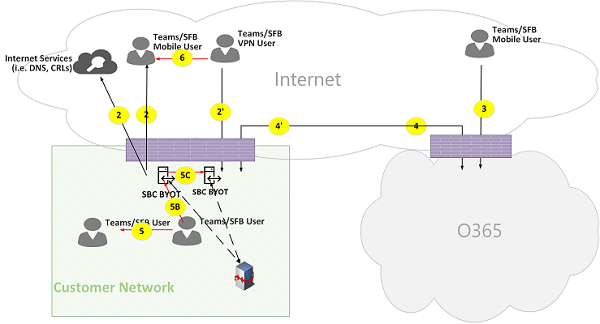 Teams/SFB
Mobile User
Teams/SFB
VPN User
Teams/SFB
Mobile User
Internet Services
(i.e. DNS, CRLs)
6
Internet
2
2
2'
3
4'
4
5C
SBC BYOT
SBC BYOT
5B
Teams/SFB User
Teams/SFB User
5
O365
Customer Network